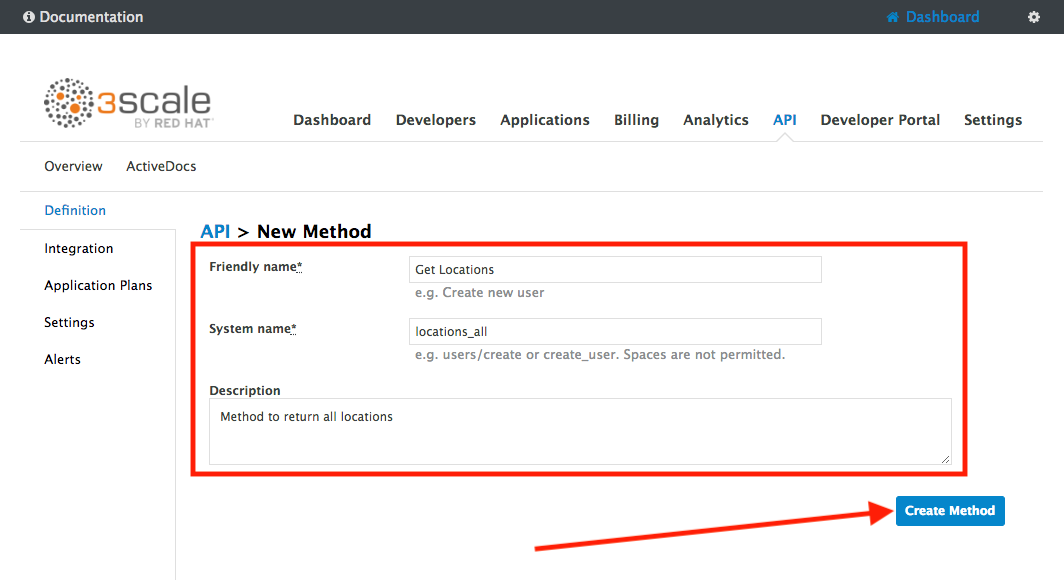 Documentation Dashboard
3scale
BY RED HAT
Dashboard Developers Applications Billing Analytics API Developer Portal Settings
Overview ActiveDocs
Definition
Integration
Application Plans
Settings
Alerts
API > New Method
Friendly name* Get Locations
e.g. Create new user
System name* locations_all
e.g. users/create or create_user. Spaces are not permitted.
Description
Method to return all locations
Create Method